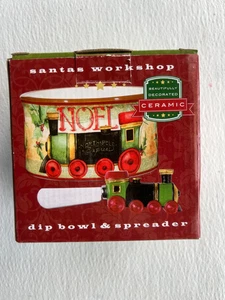 santas workshop
BEAUTIFULLY
DECORATED
CERAMIC
NOEL
dip bowl & spreader